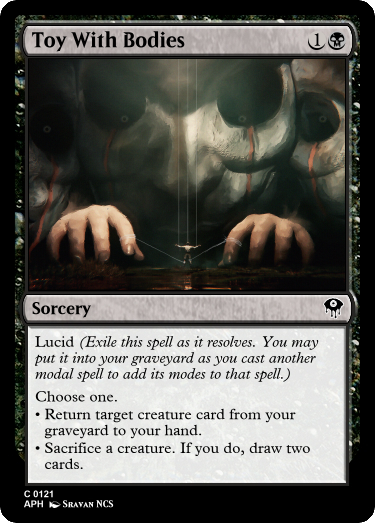 Toy With Bodies 1
Sorcery
Lucid (Exile this spell as it resolves. You may
put it into your graveyard as you cast another
modal spell to add its modes to that spell.)
Choose one.
• Return target creature card from your
graveyard to your hand.
• Sacrifice a creature. If you do, draw two
cards.
C 0121
APH SRAVAN NCS